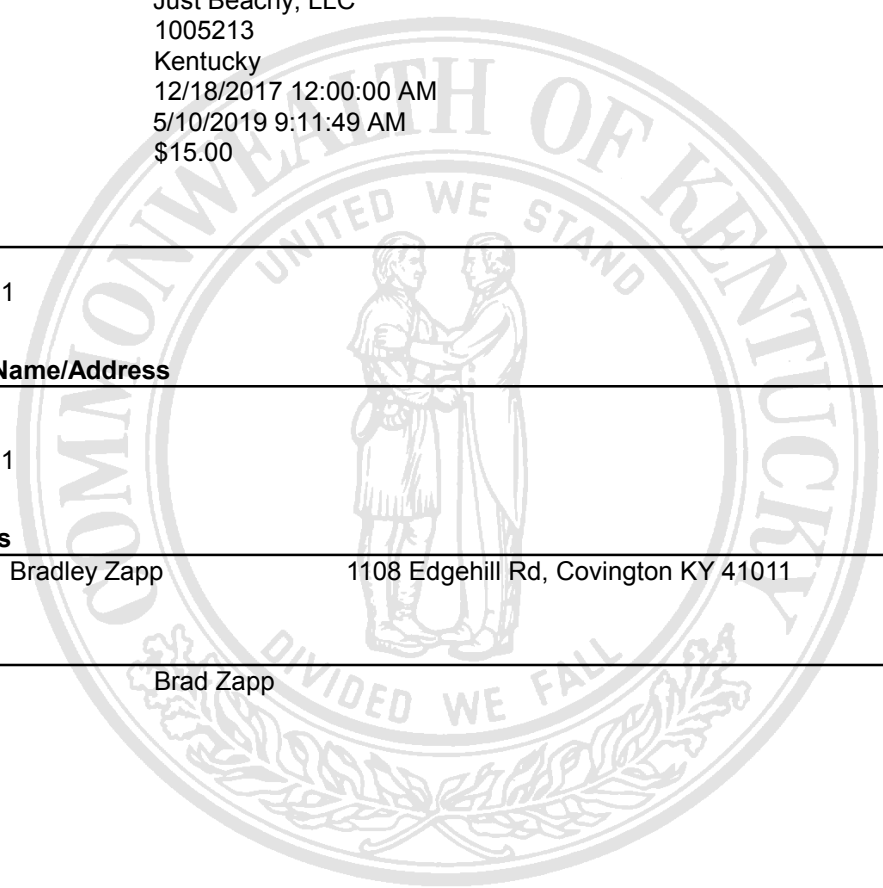 Just Beachy, LLC
1005213
Kentucky
12/18/2017 12:00:00 AM
5/10/2019 9:11:49 AM
$15.00
COMMONWEALTH OF KENTUCKY
UNITED WE STAND
1
Name/Address
1
s
Bradley Zapp 1108 Edgehill Rd, Covington KY 41011
Brad Zapp
DIVIDED WE FALL